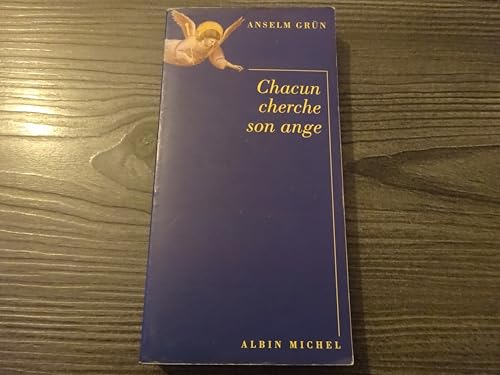 ANSELM GRÜN
Chacun
cherche
son ange
ALBIN MICHEL